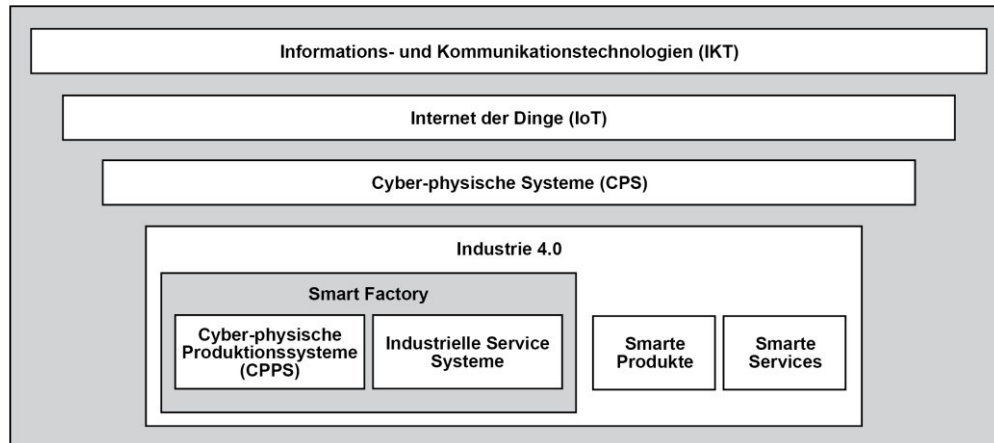 Informations- und Kommunikationstechnologien (IKT)
Internet der Dinge (IoT)
Cyber-physische Systeme (CPS)
Industrie 4.0
Smart Factory
Cyber-physische
Produktionssysteme
(CPPS)
Industrielle Service
Systeme
Smarte
Produkte
Smarte
Services